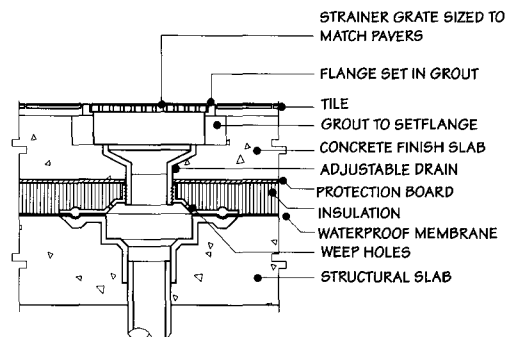 STRAINER GRATE SIZED TO
MATCH PAVERS
FLANGE SET IN GROUT
TILE
GROUT TO SETFLANGE
CONCRETE FINISH SLAB
ADJUSTABLE DRAIN
PROTECTION BOARD
INSULATION
WATERPROOF MEMBRANE
WEEP HOLES
STRUCTURAL SLAB